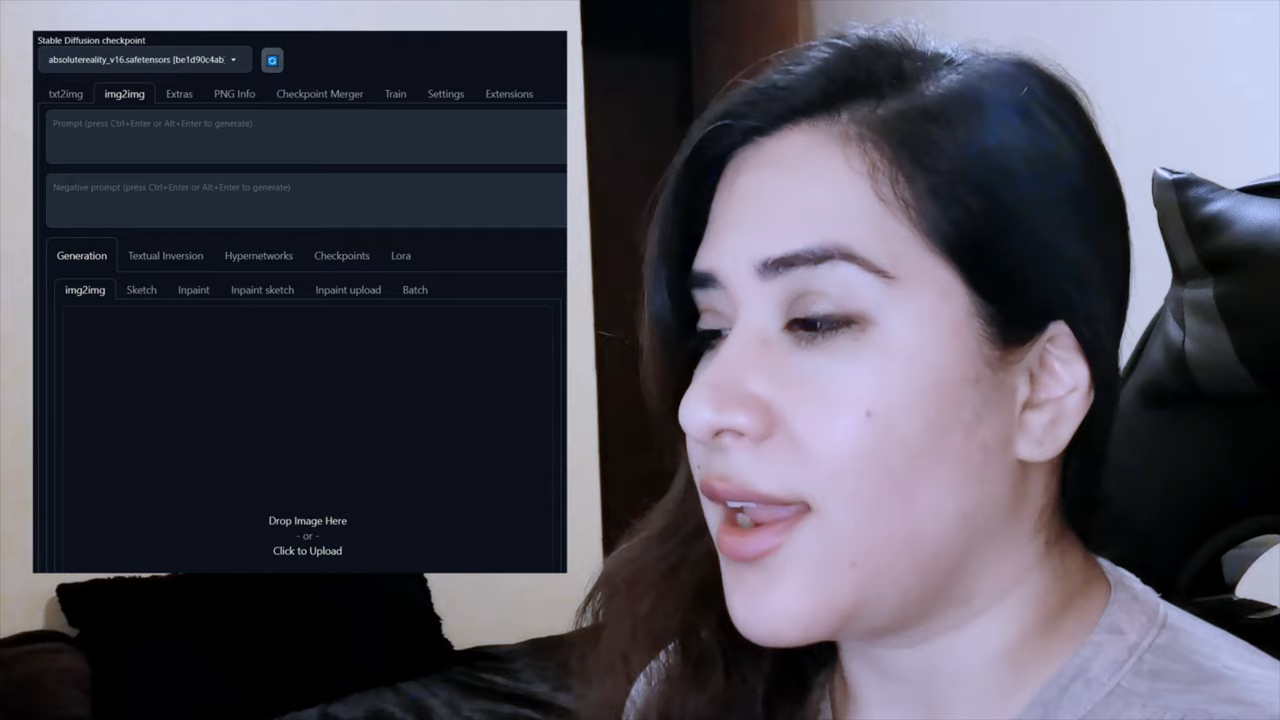 Stable Diffusion checkpoint
absolutereality_v16.safetensors [be1d90c4ab]
txt2img img2img Extras PNG Info Checkpoint Merger Train Settings Extensions
Prompt (press Ctrl+Enter or Alt+Enter to generate)
Negative prompt (press Ctrl+Enter or Alt+Enter to generate)
Generation Textual Inversion Hypernetworks Checkpoints Lora
img2img Sketch Inpaint Inpaint sketch Inpaint upload Batch
Drop Image Here
- or -
Click to Upload